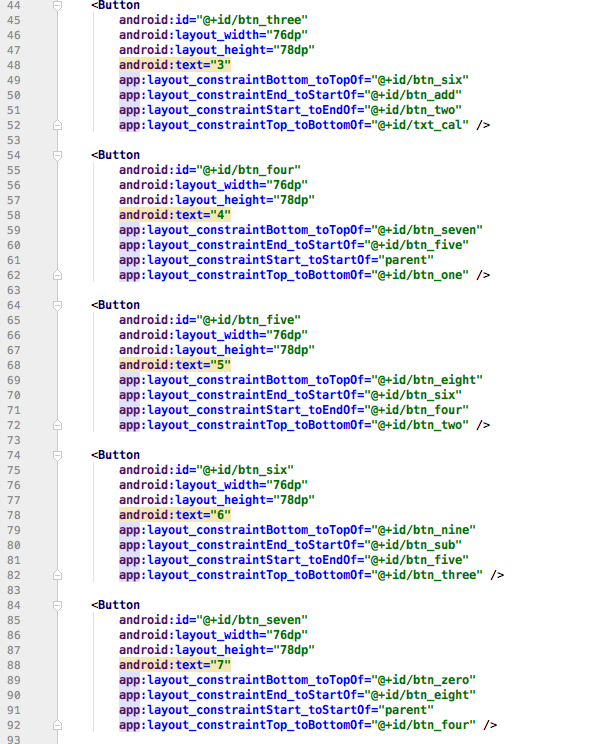 44 <Button
45 android:id="@+id/btn_three"
46 android:layout_width="76dp"
47 android:layout_height="78dp"
48 android:text="3"
49 app:layout_constraintBottom_toTopOf="@+id/btn_six"
50 app:layout_constraintEnd_toStartOf="@+id/btn_add"
51 app:layout_constraintStart_toEndOf="@+id/btn_two"
52 app:layout_constraintTop_toBottomOf="@+id/txt_cal" />
53
54 <Button
55 android:id="@+id/btn_four"
56 android:layout_width="76dp"
57 android:layout_height="78dp"
58 android:text="4"
59 app:layout_constraintBottom_toTopOf="@+id/btn_seven"
60 app:layout_constraintEnd_toStartOf="@+id/btn_five"
61 app:layout_constraintStart_toStartOf="parent"
62 app:layout_constraintTop_toBottomOf="@+id/btn_one" />
63
64 <Button
65 android:id="@+id/btn_five"
66 android:layout_width="76dp"
67 android:layout_height="78dp"
68 android:text="5"
69 app:layout_constraintBottom_toTopOf="@+id/btn_eight"
70 app:layout_constraintEnd_toStartOf="@+id/btn_six"
71 app:layout_constraintStart_toEndOf="@+id/btn_four"
72 app:layout_constraintTop_toBottomOf="@+id/btn_two" />
73
74 <Button
75 android:id="@+id/btn_six"
76 android:layout_width="76dp"
77 android:layout_height="78dp"
78 android:text="6"
79 app:layout_constraintBottom_toTopOf="@+id/btn_nine"
80 app:layout_constraintEnd_toStartOf="@+id/btn_sub"
81 app:layout_constraintStart_toEndOf="@+id/btn_five"
82 app:layout_constraintTop_toBottomOf="@+id/btn_three" />
83
84 <Button
85 android:id="@+id/btn_seven"
86 android:layout_width="76dp"
87 android:layout_height="78dp"
88 android:text="7"
89 app:layout_constraintBottom_toTopOf="@+id/btn_zero"
90 app:layout_constraintEnd_toStartOf="@+id/btn_eight"
91 app:layout_constraintStart_toStartOf="parent"
92 app:layout_constraintTop_toBottomOf="@+id/btn_four" />
93